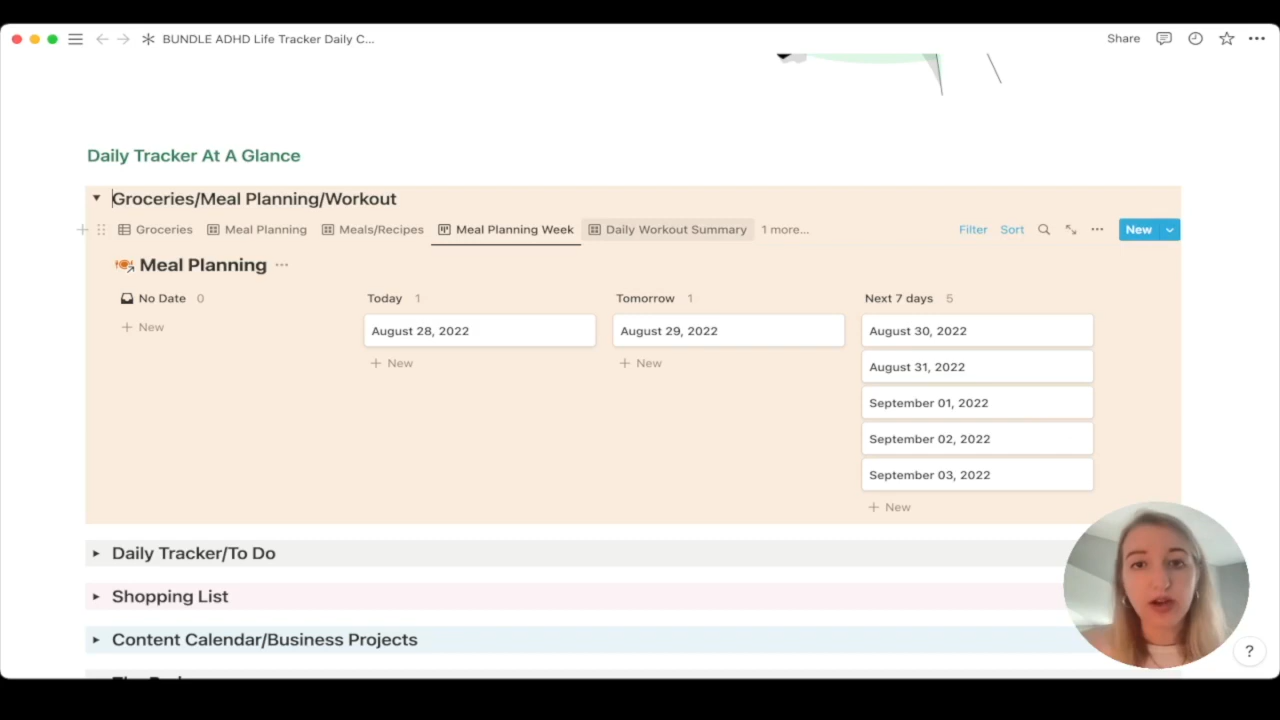 BUNDLE ADHD Life Tracker Daily C...
Share
Daily Tracker At A Glance
Groceries/Meal Planning/Workout
Groceries Meal Planning Meals/Recipes Meal Planning Week Daily Workout Summary 1 more...
Filter Sort New
Meal Planning
No Date 0 Today 1 Tomorrow 1 Next 7 days 5
+ New August 28, 2022 August 29, 2022 August 30, 2022
+ New + New August 31, 2022
September 01, 2022
September 02, 2022
September 03, 2022
+ New
Daily Tracker/To Do
Shopping List
Content Calendar/Business Projects
?